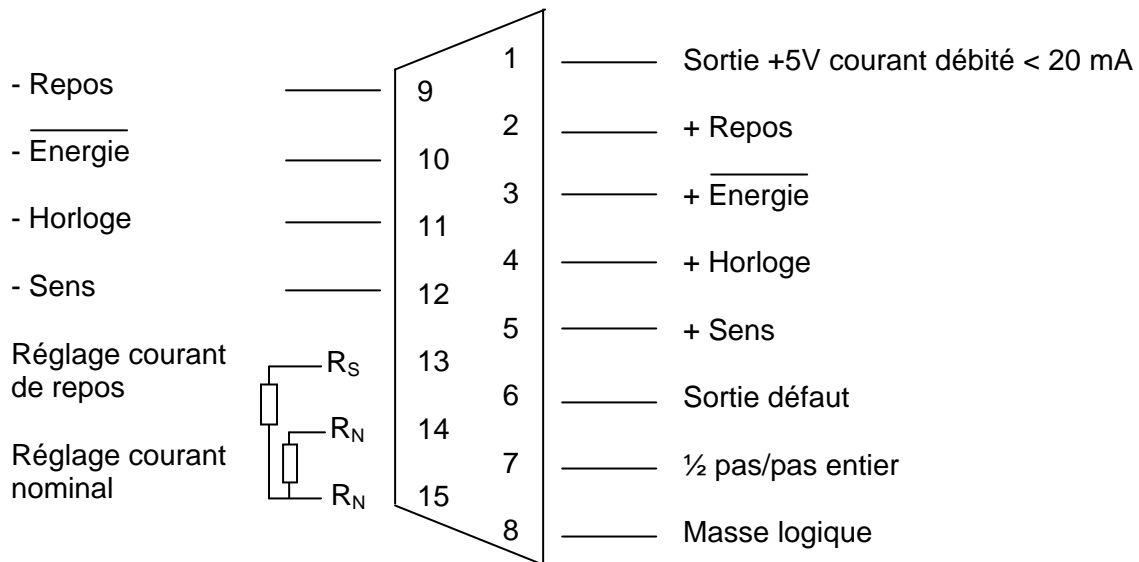 - Repos
- Energie
- Horloge
- Sens
Réglage courant
de repos
Réglage courant
nominal
RS
RN
RN
9
10
11
12
13
14
15
1
2
3
4
5
6
7
8
Sortie +5V courant débité < 20 mA
+ Repos
+ Energie
+ Horloge
+ Sens
Sortie défaut
½ pas/pas entier
Masse logique